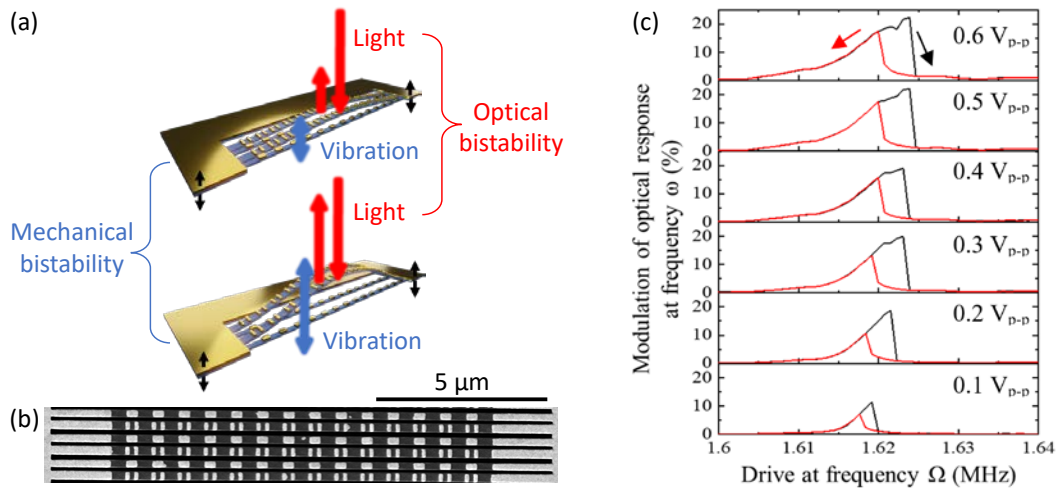 (a)
Light
Vibration
Optical
bistability
Mechanical
bistability
Light
Vibration
(b)
5 μm
(c)
Modulation of optical response
at frequency ω (%)
20
10
0
0.6 Vp-p
20
10
0
0.5 Vp-p
20
10
0
0.4 Vp-p
20
10
0
0.3 Vp-p
20
10
0
0.2 Vp-p
20
10
0
0.1 Vp-p
1.6 1.61 1.62 1.63 1.64
Drive at frequency Ω (MHz)